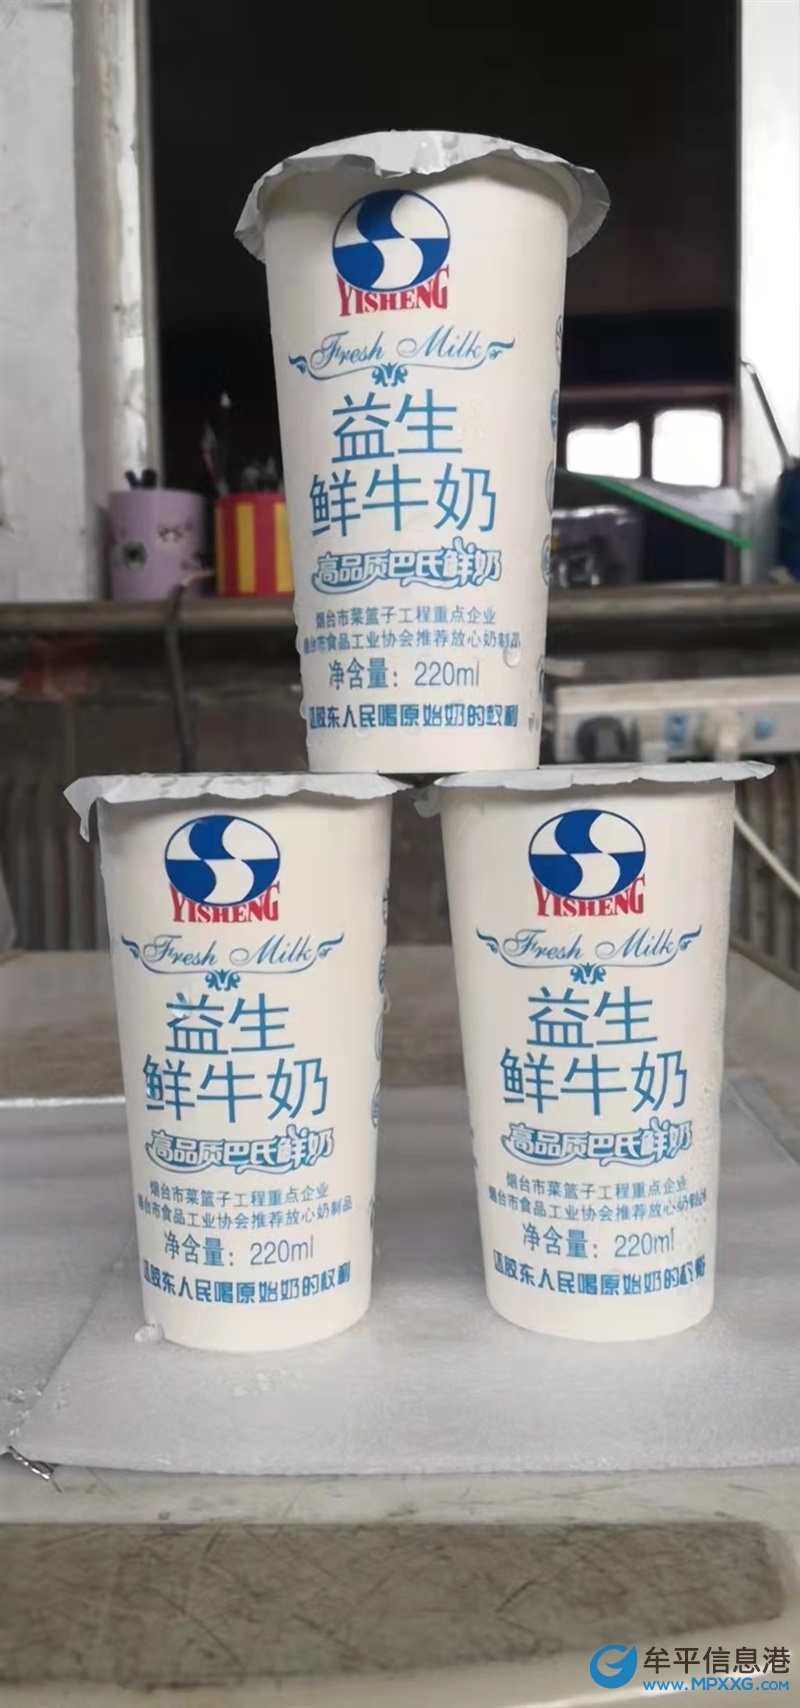 YISHENG
Fresh Milk
益生
鲜牛奶
高品质巴氏鲜奶
烟台市菜篮子工程重点企业
烟台市食品工业协会推荐放心奶制品
净含量：220ml
还胶东人民喝原始奶的权利
YISHENG
Fresh Milk
益生
鲜牛奶
高品质巴氏鲜奶
烟台市菜篮子工程重点企业
烟台市食品工业协会推荐放心奶制品
净含量：220ml
还胶东人民喝原始奶的权利
YISHENG
Fresh Milk
益生
鲜牛奶
高品质巴氏鲜奶
烟台市菜篮子工程重点企业
烟台市食品工业协会推荐放心奶制品
净含量：220ml
还胶东人民喝原始奶的权利
牟平信息港
www.MPXXG.com